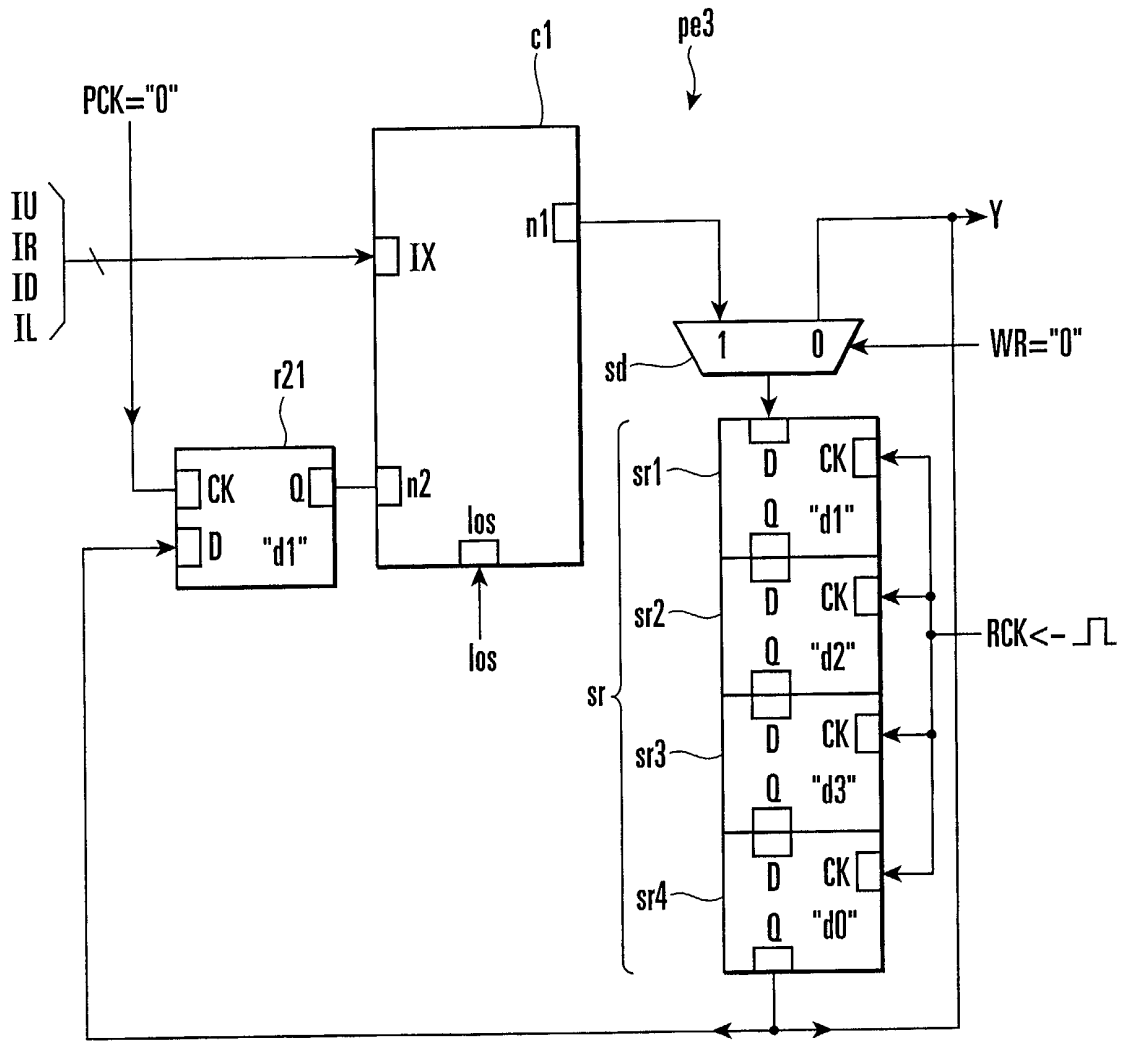 pe3
c1
PCK="0"
IU
IR
ID
IL
IX
n1
Y
1 0
WR="0"
sd
r21
CK Q
D "d1"
n2
los
los
sr
sr1
D CK
Q "d1"
sr2
D CK
Q "d2"
RCK<-
sr3
D CK
Q "d3"
sr4
D CK
Q "d0"